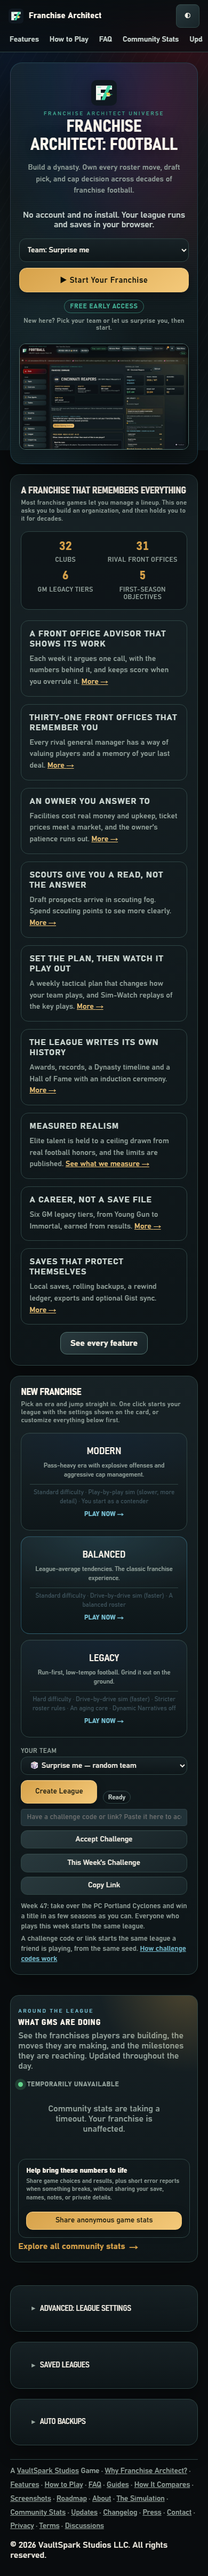 Franchise Architect
Features How to Play FAQ Community Stats Upd
FRANCHISE ARCHITECT UNIVERSE
FRANCHISE
ARCHITECT: FOOTBALL
Build a dynasty. Own every roster move, draft
pick, and cap decision across decades of
franchise football.
No account and no install. Your league runs
and saves in your browser.
Team: Surprise me
▶ Start Your Franchise
FREE EARLY ACCESS
New here? Pick your team or let us surprise you, then
start.
A FRANCHISE THAT REMEMBERS EVERYTHING
Most franchise games let you manage a lineup. This one
asks you to build an organization, and then holds you to
it for decades.
32
CLUBS
31
RIVAL FRONT OFFICES
6
GM LEGACY TIERS
5
FIRST-SEASON
OBJECTIVES
A FRONT OFFICE ADVISOR THAT
SHOWS ITS WORK
Each week it argues one call, with the
numbers behind it, and keeps score when
you overrule it. More →
THIRTY-ONE FRONT OFFICES THAT
REMEMBER YOU
Every rival general manager has a way of
valuing players and a memory of your last
deal. More →
AN OWNER YOU ANSWER TO
Facilities cost real money and upkeep, ticket
prices meet a market, and the owner's
patience runs out. More →
SCOUTS GIVE YOU A READ, NOT
THE ANSWER
Draft prospects arrive in scouting fog.
Spend scouting points to see more clearly.
More →
SET THE PLAN, THEN WATCH IT
PLAY OUT
A weekly tactical plan that changes how
your team plays, and Sim-Watch replays of
the key plays. More →
THE LEAGUE WRITES ITS OWN
HISTORY
Awards, records, a Dynasty timeline and a
Hall of Fame with an induction ceremony.
More →
MEASURED REALISM
Elite talent is held to a ceiling drawn from
real football honors, and the limits are
published. See what we measure →
A CAREER, NOT A SAVE FILE
Six GM legacy tiers, from Young Gun to
Immortal, earned from results. More →
SAVES THAT PROTECT
THEMSELVES
Local saves, rolling backups, a rewind
ledger, exports and optional Gist sync.
More →
See every feature
NEW FRANCHISE
Pick an era and jump straight in. One click starts your
league with the settings shown on the card, or
customize everything below first.
MODERN
Pass-heavy era with explosive offenses and
aggressive cap management.
Standard difficulty · Play-by-play sim (slower, more
detail) · You start as a contender
PLAY NOW →
BALANCED
League-average tendencies. The classic franchise
experience.
Standard difficulty · Drive-by-drive sim (faster) · A
balanced roster
PLAY NOW →
LEGACY
Run-first, low-tempo football. Grind it out on the
ground.
Hard difficulty · Drive-by-drive sim (faster) · Stricter
roster rules · An aging core · Dynamic Narratives off
PLAY NOW →
YOUR TEAM
Surprise me — random team
Create League
Ready
Have a challenge code or link? Paste it here to ac
Accept Challenge
This Week's Challenge
Copy Link
Week 47: take over the PC Portland Cyclones and win
a title in as few seasons as you can. Everyone who
plays this week starts the same league.
A challenge code or link starts the same league a
friend is playing, from the same seed. How challenge
codes work
AROUND THE LEAGUE
WHAT GMS ARE DOING
See the franchises players are building, the
moves they are making, and the milestones
they are reaching. Updated throughout the
day.
TEMPORARILY UNAVAILABLE
Community stats are taking a
timeout. Your franchise is
unaffected.
Help bring these numbers to life
Share game choices and results, plus short error reports
when something breaks, without sharing your save,
names, notes, or private details.
Share anonymous game stats
Explore all community stats →
▶ ADVANCED: LEAGUE SETTINGS
▶ SAVED LEAGUES
▶ AUTO BACKUPS
A VaultSpark Studios Game · Why Franchise Architect? ·
Features · How to Play · FAQ · Guides · How It Compares ·
Screenshots · Roadmap · About · The Simulation ·
Community Stats · Updates · Changelog · Press · Contact ·
Privacy · Terms · Discussions
© 2026 VaultSpark Studios LLC. All rights
reserved.